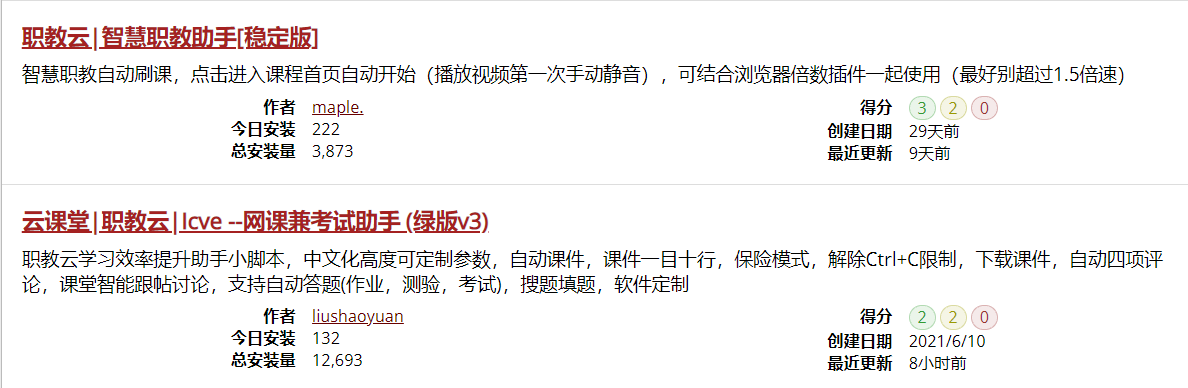 职教云|智慧职教助手[稳定版]
智慧职教自动刷课，点击进入课程首页自动开始（播放视频第一次手动静音），可结合浏览器倍数插件一起使用（最好别超过1.5倍速）
作者 maple. 得分 3 2 0
今日安装 222 创建日期 29天前
总安装量 3,873 最近更新 9天前
云课堂|职教云|Icve --网课兼考试助手 (绿版v3)
职教云学习效率提升助手小脚本，中文化高度可定制参数，自动课件，课件一目十行，保险模式，解除Ctrl+C限制，下载课件，自动四项评
论，课堂智能跟帖讨论，支持自动答题(作业，测验，考试)，搜题填题，软件定制
作者 liushaoyuan 得分 2 2 0
今日安装 132 创建日期 2021/6/10
总安装量 12,693 最近更新 8小时前